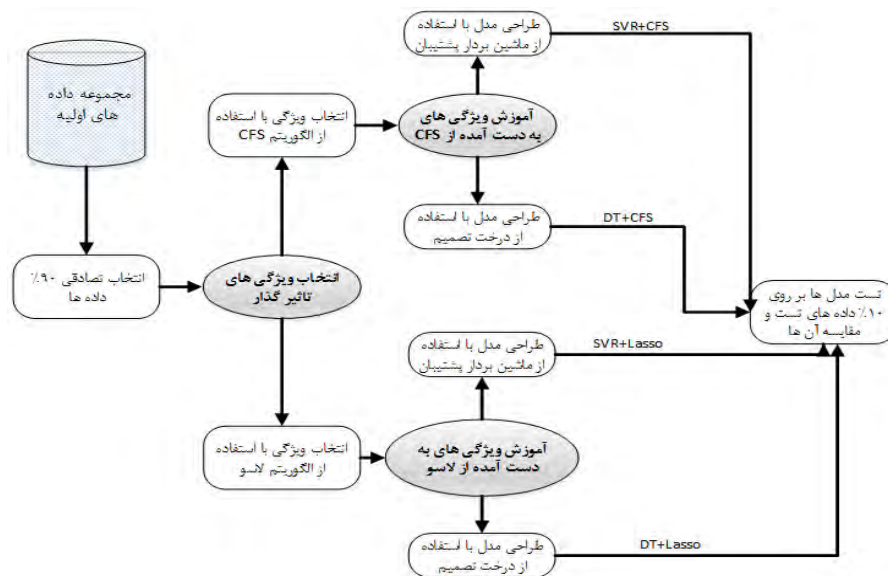 مجموعه داده
های اولیه
انتخاب تصادقی ۹۰٪
داده ها
انتخاب ویژگی های
تاثیر گذار
انتخاب ویژگی با استفاده
از الگوریتم CFS
آموزش ویژگی های
به دست آمده از CFS
طراحی مدل با استفاده
از ماشین بردار پشتیبان
SVR+CFS
طراحی مدل با استفاده
از درخت تصمیم
DT+CFS
انتخاب ویژگی با استفاده
از الگوریتم لاسو
آموزش ویژگی های به
دست آمده از لاسو
طراحی مدل با استفاده
از ماشین بردار پشتیبان
SVR+Lasso
طراحی مدل با استفاده
از درخت تصمیم
DT+Lasso
تست مدل ها بر روی
۱۰٪ داده های تست و
مقایسه آن ها